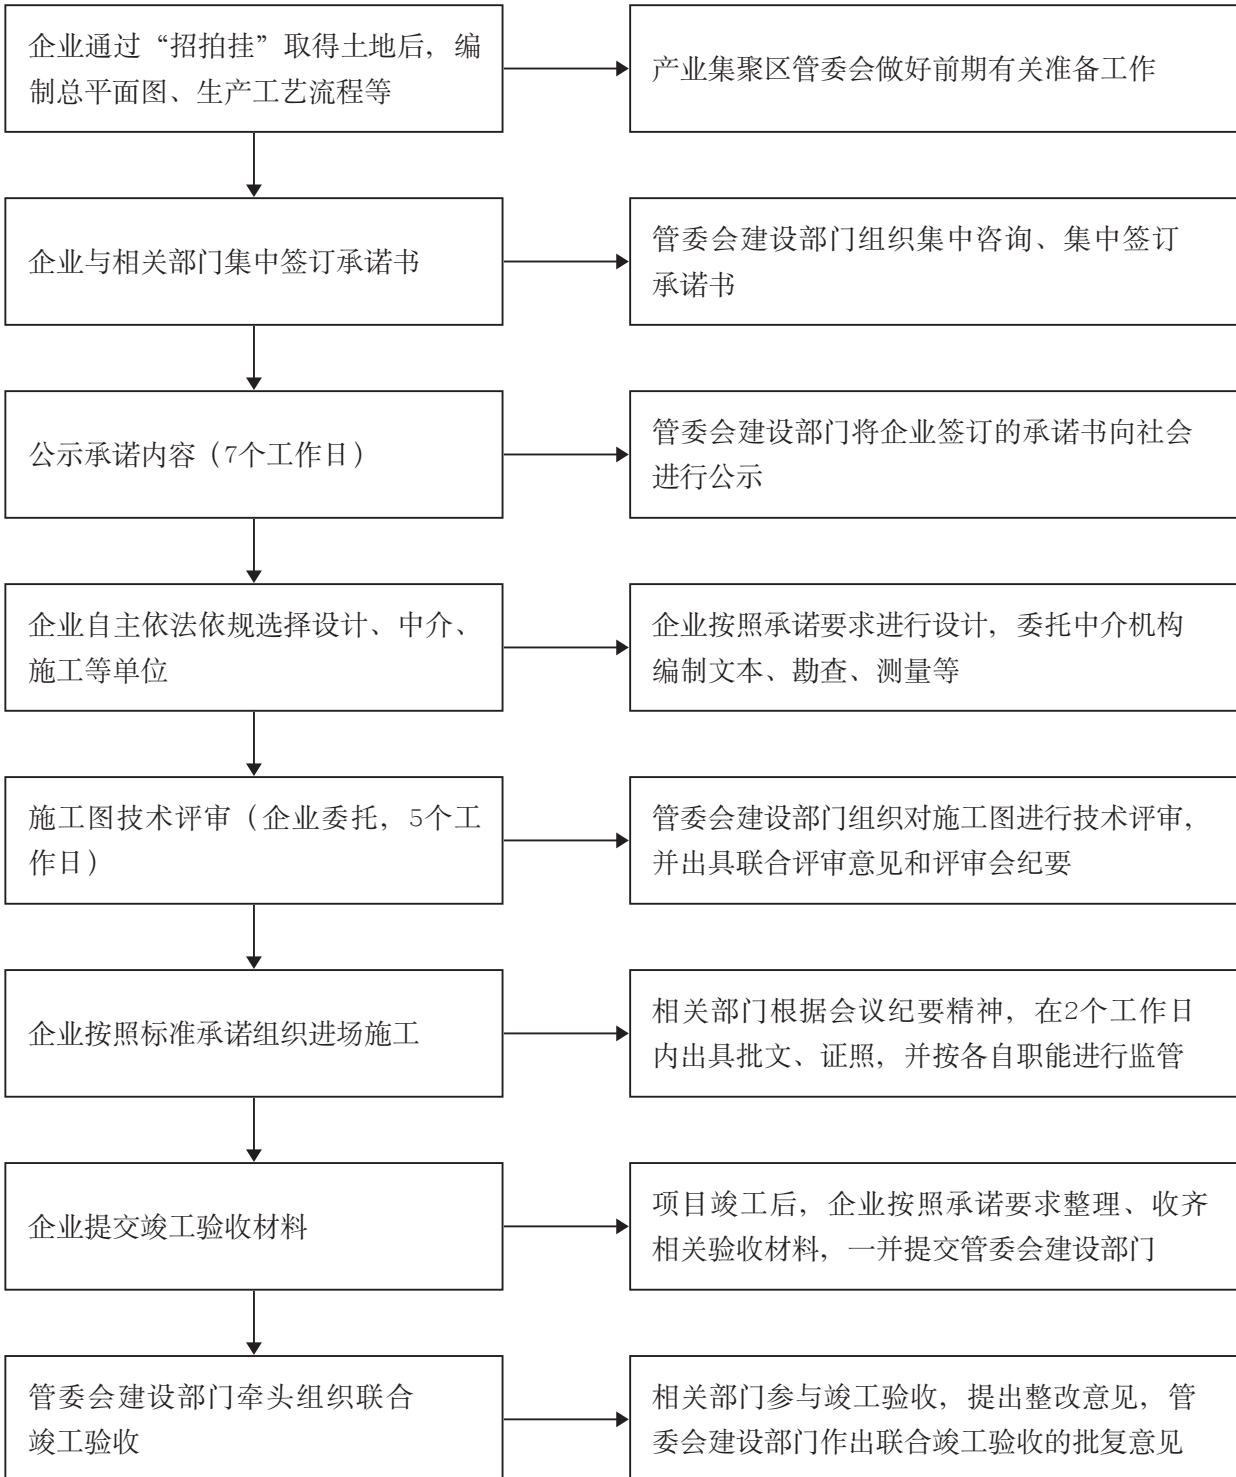 企业通过“招拍挂”取得土地后，编
制总平面图、生产工艺流程等
产业集聚区管委会做好前期有关准备工作
企业与相关部门集中签订承诺书
管委会建设部门组织集中咨询、集中签订
承诺书
公示承诺内容（7个工作日）
管委会建设部门将企业签订的承诺书向社会
进行公示
企业自主依法依规选择设计、中介、
施工等单位
企业按照承诺要求进行设计，委托中介机构
编制文本、勘查、测量等
施工图技术评审（企业委托，5个工
作日）
管委会建设部门组织对施工图进行技术评审，
并出具联合评审意见和评审会纪要
企业按照标准承诺组织进场施工
相关部门根据会议纪要精神，在2个工作日
内出具批文、证照，并按各自职能进行监管
企业提交竣工验收材料
项目竣工后，企业按照承诺要求整理、收齐
相关验收材料，一并提交管委会建设部门
管委会建设部门牵头组织联合
竣工验收
相关部门参与竣工验收，提出整改意见，管
委会建设部门作出联合竣工验收的批复意见